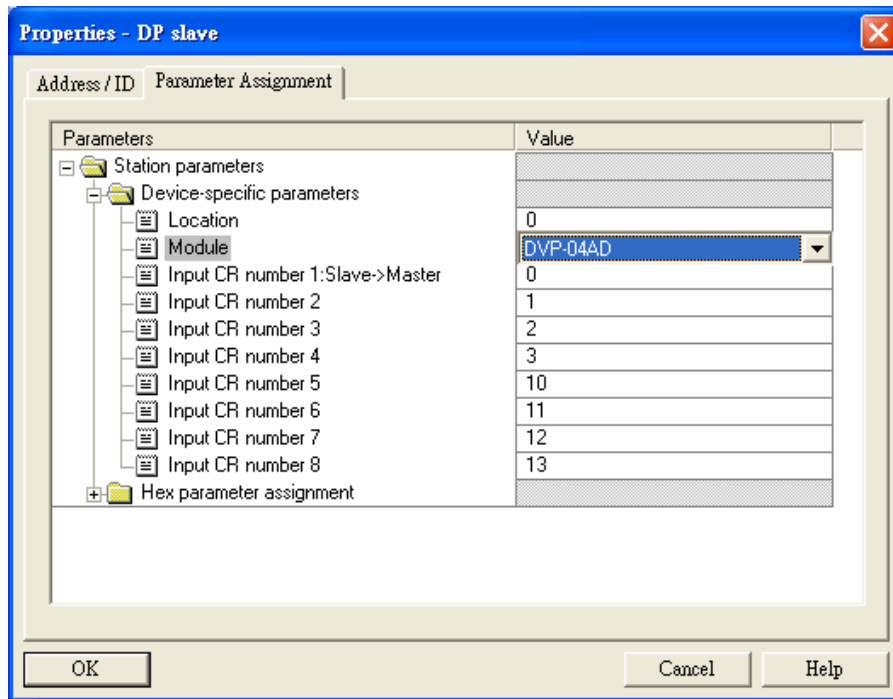 Properties - DP slave
Address / ID Parameter Assignment
Parameters Value
Station parameters
Device-specific parameters
Location 0
Module DVP-04AD
Input CR number 1:Slave->Master 0
Input CR number 2 1
Input CR number 3 2
Input CR number 4 3
Input CR number 5 10
Input CR number 6 11
Input CR number 7 12
Input CR number 8 13
Hex parameter assignment
OK Cancel Help